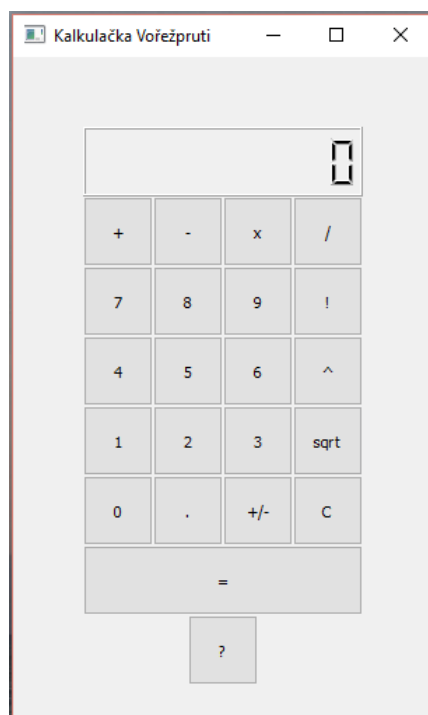 Kalkulačka Vořežpruti
0
+ - x /
7 8 9 !
4 5 6 ^
1 2 3 sqrt
0 . +/- C
=
?